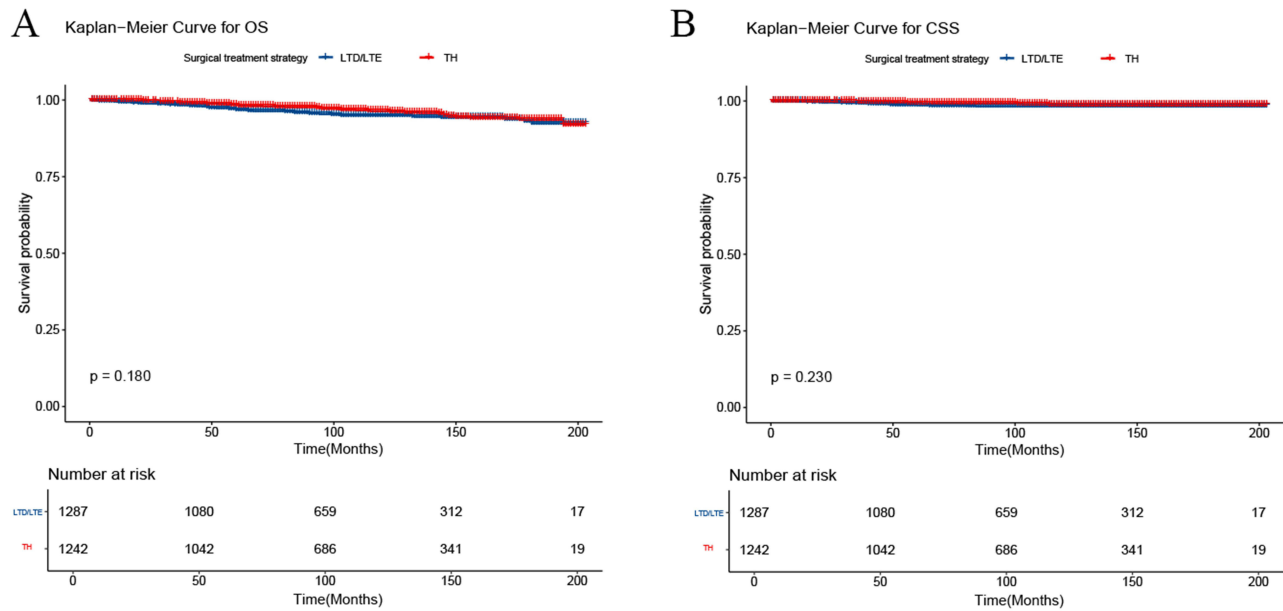 A
Kaplan−Meier Curve for OS
Surgical treatment strategy LTD/LTE TH
1.00
0.75
0.50
0.25
0.00
Survival probability
p = 0.180
0 50 100 150 200
Time(Months)
Number at risk
LTD/LTE 1287 1080 659 312 17
TH 1242 1042 686 341 19
0 50 100 150 200
Time(Months)
B
Kaplan−Meier Curve for CSS
Surgical treatment strategy LTD/LTE TH
1.00
0.75
0.50
0.25
0.00
Survival probability
p = 0.230
0 50 100 150 200
Time(Months)
Number at risk
LTD/LTE 1287 1080 659 312 17
TH 1242 1042 686 341 19
0 50 100 150 200
Time(Months)